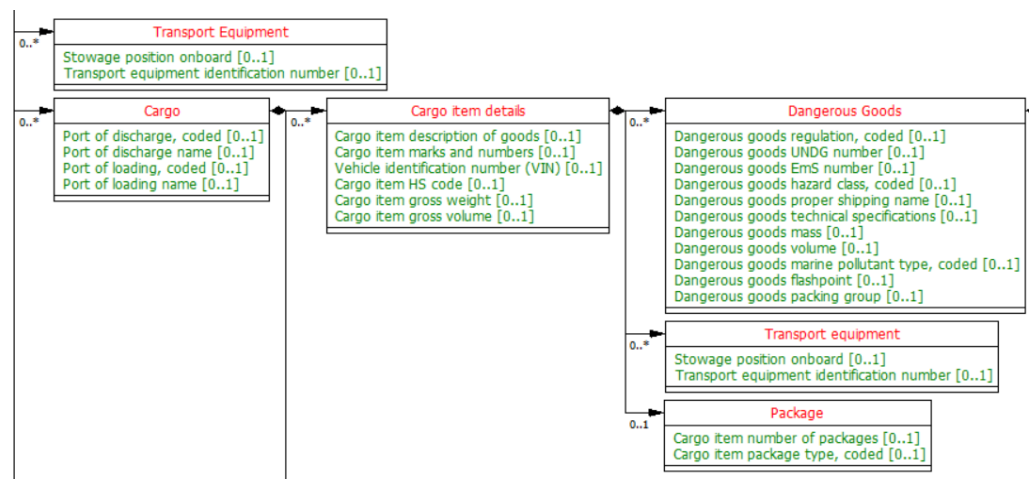 Transport Equipment
0..*
Stowage position onboard [0..1]
Transport equipment identification number [0..1]
Cargo
0..*
Port of discharge, coded [0..1]
Port of discharge name [0..1]
Port of loading, coded [0..1]
Port of loading name [0..1]
Cargo item details
0..*
Cargo item description of goods [0..1]
Cargo item marks and numbers [0..1]
Vehicle identification number (VIN) [0..1]
Cargo item HS code [0..1]
Cargo item gross weight [0..1]
Cargo item gross volume [0..1]
Dangerous Goods
0..*
Dangerous goods regulation, coded [0..1]
Dangerous goods UNDG number [0..1]
Dangerous goods EmS number [0..1]
Dangerous goods hazard class, coded [0..1]
Dangerous goods proper shipping name [0..1]
Dangerous goods technical specifications [0..1]
Dangerous goods mass [0..1]
Dangerous goods volume [0..1]
Dangerous goods marine pollutant type, coded [0..1]
Dangerous goods flashpoint [0..1]
Dangerous goods packing group [0..1]
Transport equipment
0..*
Stowage position onboard [0..1]
Transport equipment identification number [0..1]
Package
0..1
Cargo item number of packages [0..1]
Cargo item package type, coded [0..1]